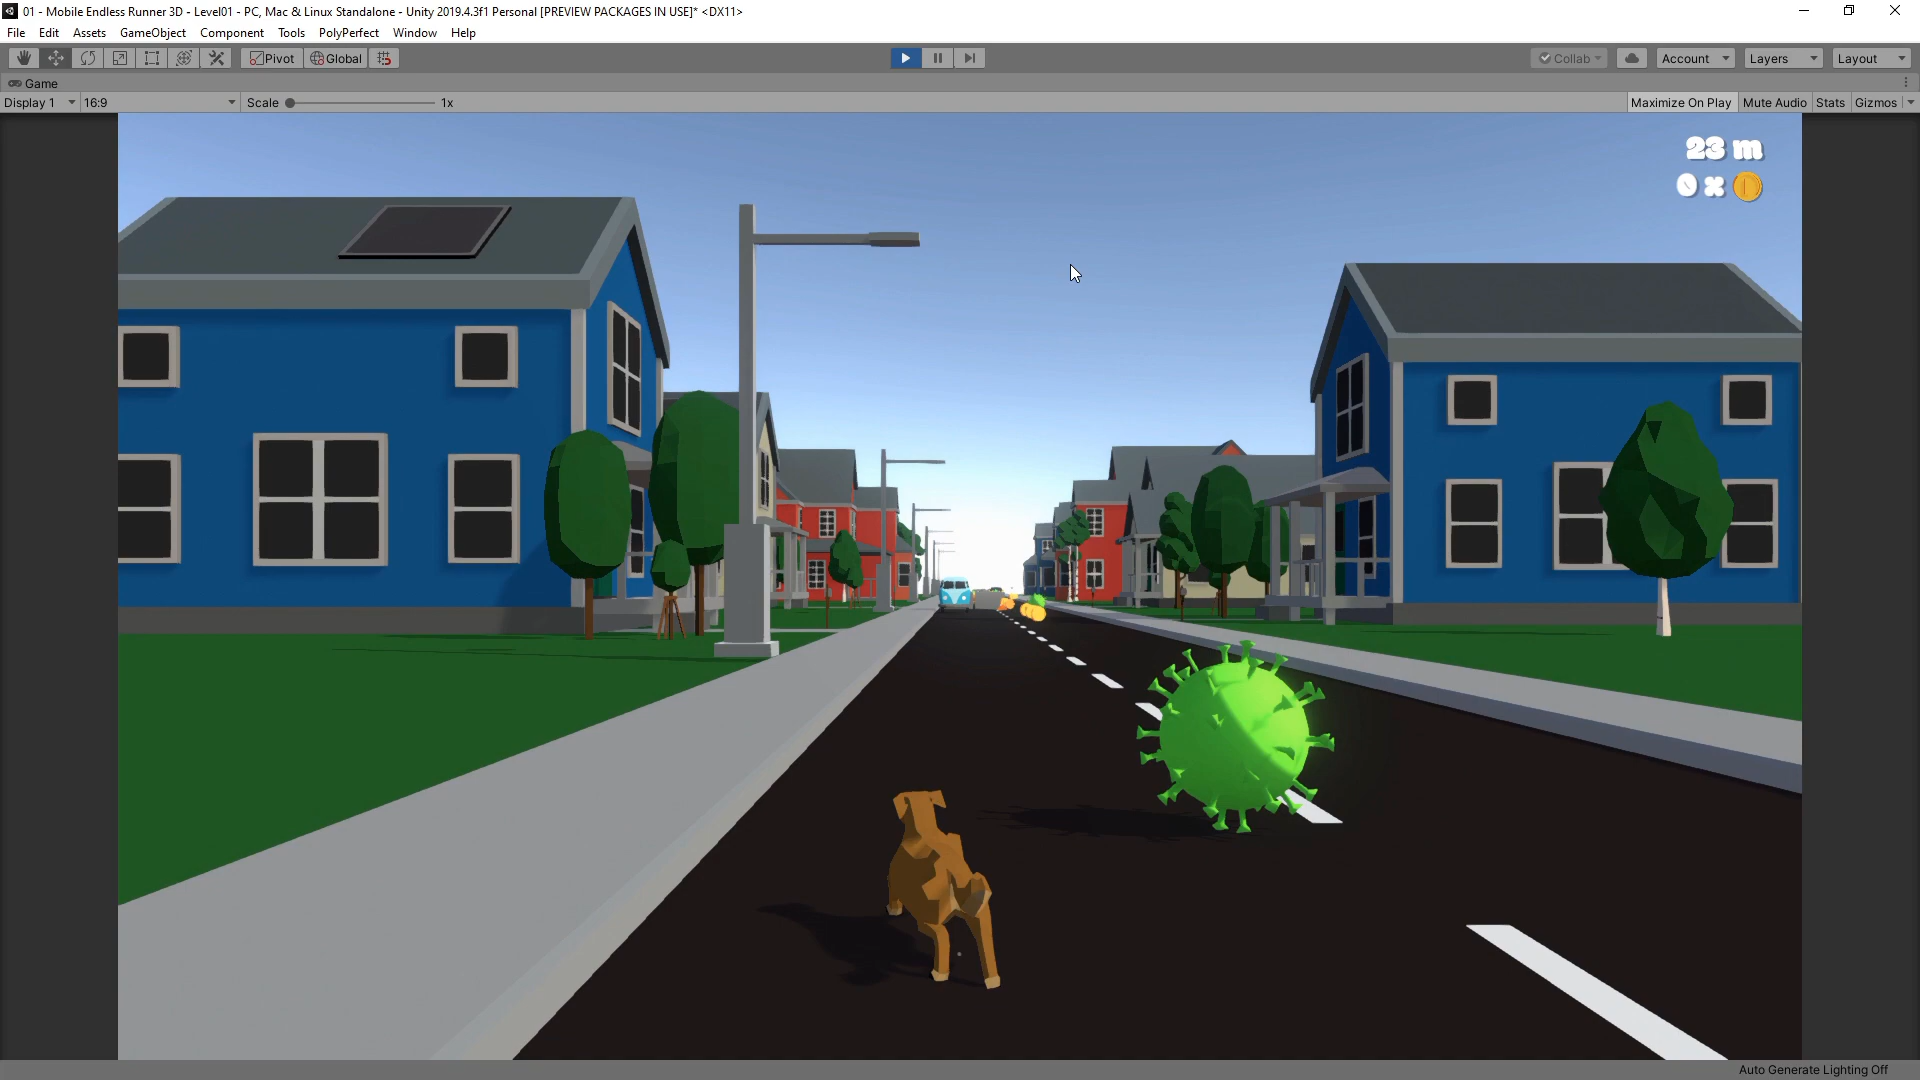 01 - Mobile Endless Runner 3D - Level01 - PC, Mac & Linux Standalone - Unity 2019.4.3f1 Personal [PREVIEW PACKAGES IN USE]* <DX11>
File Edit Assets GameObject Component Tools PolyPerfect Window Help
Pivot Global Collab Account Layers Layout
Game
Display 1 16:9 Scale 1x Maximize On Play Mute Audio Stats Gizmos
23 m
0 x
Auto Generate Lighting Off